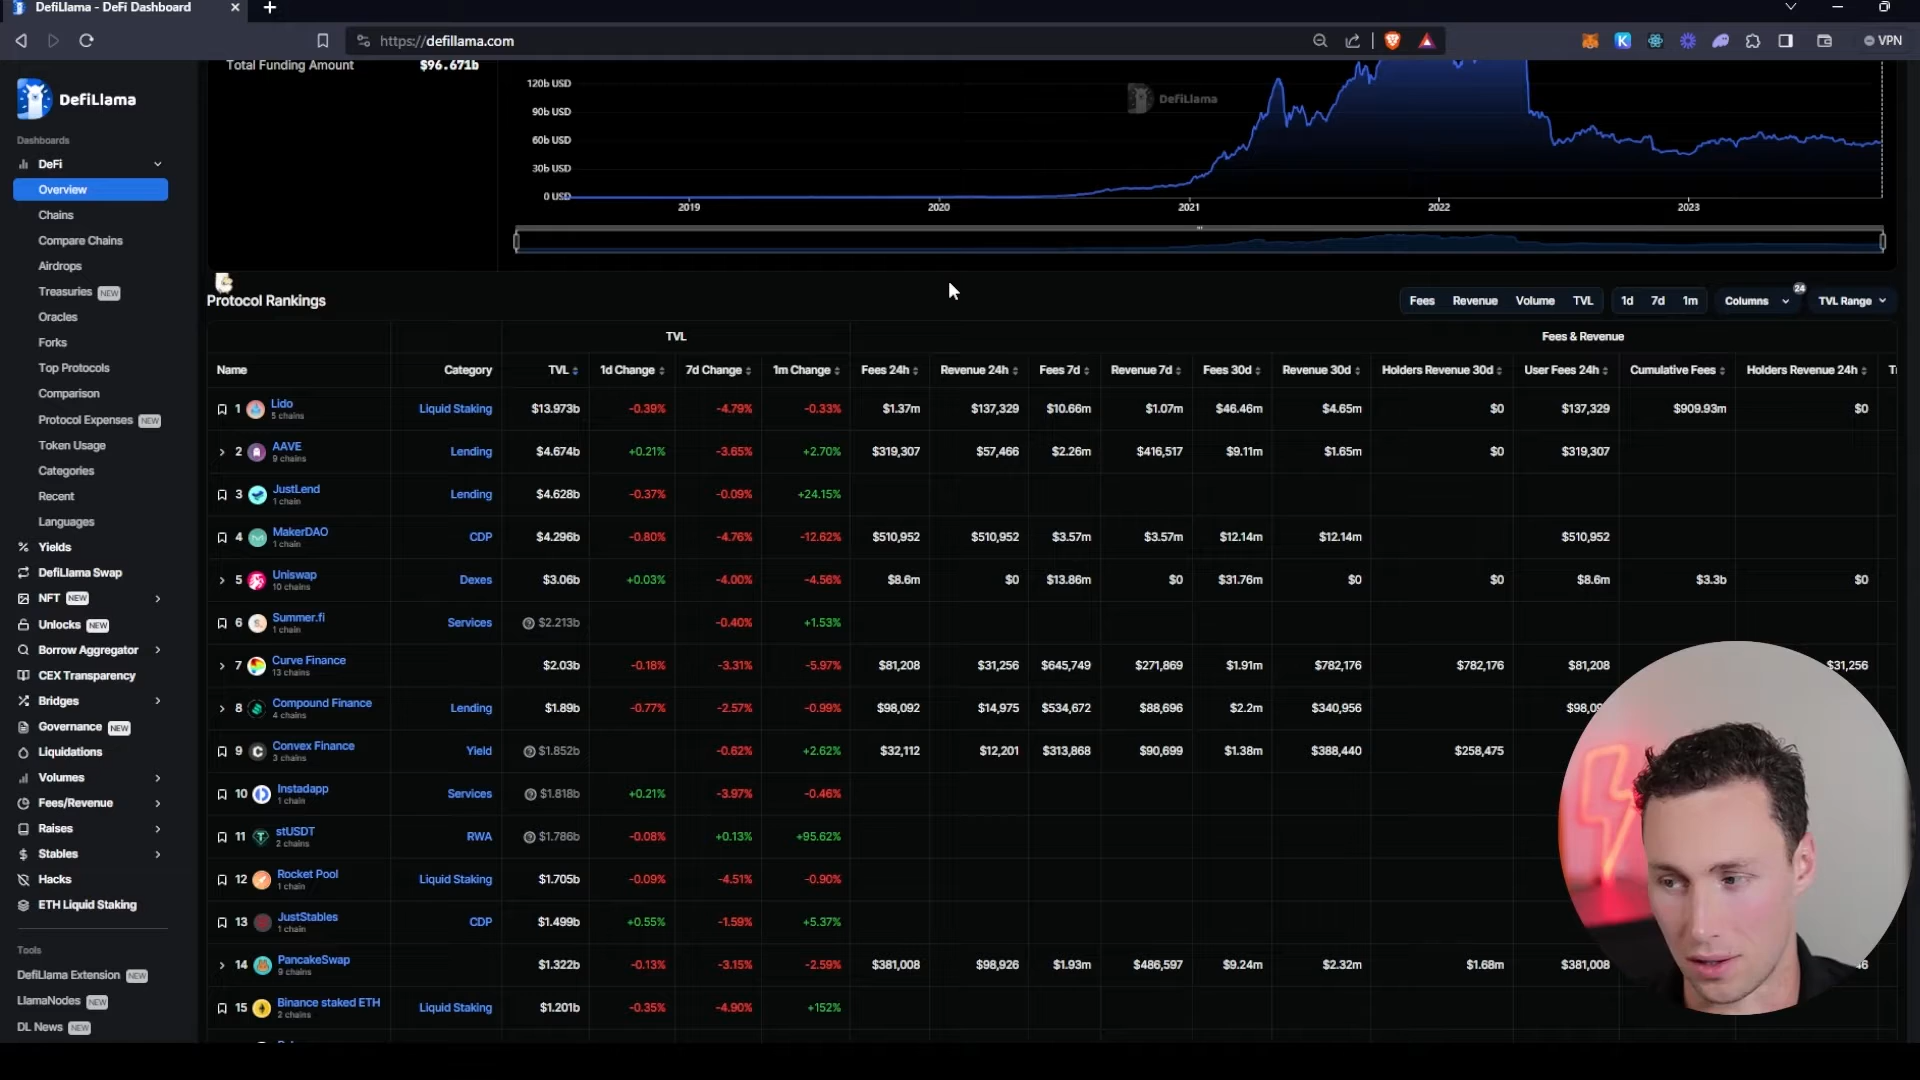 DefiLlama - DeFi Dashboard
https://defillama.com
VPN
DefiLlama
Dashboards
DeFi
Overview
Chains
Compare Chains
Airdrops
Treasuries NEW
Oracles
Forks
Top Protocols
Comparison
Protocol Expenses NEW
Token Usage
Categories
Recent
Languages
Yields
DefiLlama Swap
NFT NEW
Unlocks NEW
Borrow Aggregator
CEX Transparency
Bridges
Governance NEW
Liquidations
Volumes
Fees/Revenue
Raises
Stables
Hacks
ETH Liquid Staking
Tools
DefiLlama Extension NEW
LlamaNodes NEW
DL News NEW
Total Funding Amount $96.671b
120b USD
90b USD
60b USD
30b USD
0 USD
DefiLlama
2019 2020 2021 2022 2023
Protocol Rankings
Fees Revenue Volume TVL 1d 7d 1m Columns 24 TVL Range
TVL Fees & Revenue
Name Category TVL 1d Change 7d Change 1m Change Fees 24h Revenue 24h Fees 7d Revenue 7d Fees 30d Revenue 30d Holders Revenue 30d User Fees 24h Cumulative Fees Holders Revenue 24h
1 Lido Liquid Staking $13.973b -0.39% -4.79% -0.33% $1.37m $137,329 $10.66m $1.07m $46.46m $4.65m $0 $137,329 $909.93m $0
5 chains
2 AAVE Lending $4.674b +0.21% -3.65% +2.70% $319,307 $57,466 $2.26m $416,517 $9.11m $1.65m $0 $319,307
9 chains
3 JustLend Lending $4.628b -0.37% -0.09% +24.15%
1 chain
4 MakerDAO CDP $4.296b -0.80% -4.76% -12.62% $510,952 $510,952 $3.57m $3.57m $12.14m $12.14m $510,952
1 chain
5 Uniswap Dexes $3.06b +0.03% -4.00% -4.56% $8.6m $0 $13.86m $0 $31.76m $0 $0 $8.6m $3.3b $0
10 chains
6 Summer.fi Services $2.213b -0.40% +1.53%
1 chain
7 Curve Finance $2.03b -0.18% -3.31% -5.97% $81,208 $31,256 $645,749 $271,869 $1.91m $782,176 $782,176 $81,208 $31,256
13 chains
8 Compound Finance Lending $1.89b -0.77% -2.57% -0.99% $98,092 $14,975 $534,672 $88,696 $2.2m $340,956 $98,092
4 chains
9 Convex Finance Yield $1.852b -0.62% +2.62% $32,112 $12,201 $313,868 $90,699 $1.38m $388,440 $258,475
3 chains
10 Instadapp Services $1.818b +0.21% -3.97% -0.46%
1 chain
11 stUSDT RWA $1.786b -0.08% +0.13% +95.62%
2 chains
12 Rocket Pool Liquid Staking $1.705b -0.09% -4.51% -0.90%
1 chain
13 JustStables CDP $1.499b +0.55% -1.59% +5.37%
1 chain
14 PancakeSwap $1.322b -0.13% -3.15% -2.59% $381,008 $98,926 $1.93m $486,597 $9.24m $2.32m $1.68m $381,008
9 chains
15 Binance staked ETH Liquid Staking $1.201b -0.35% -4.90% +152%
2 chains